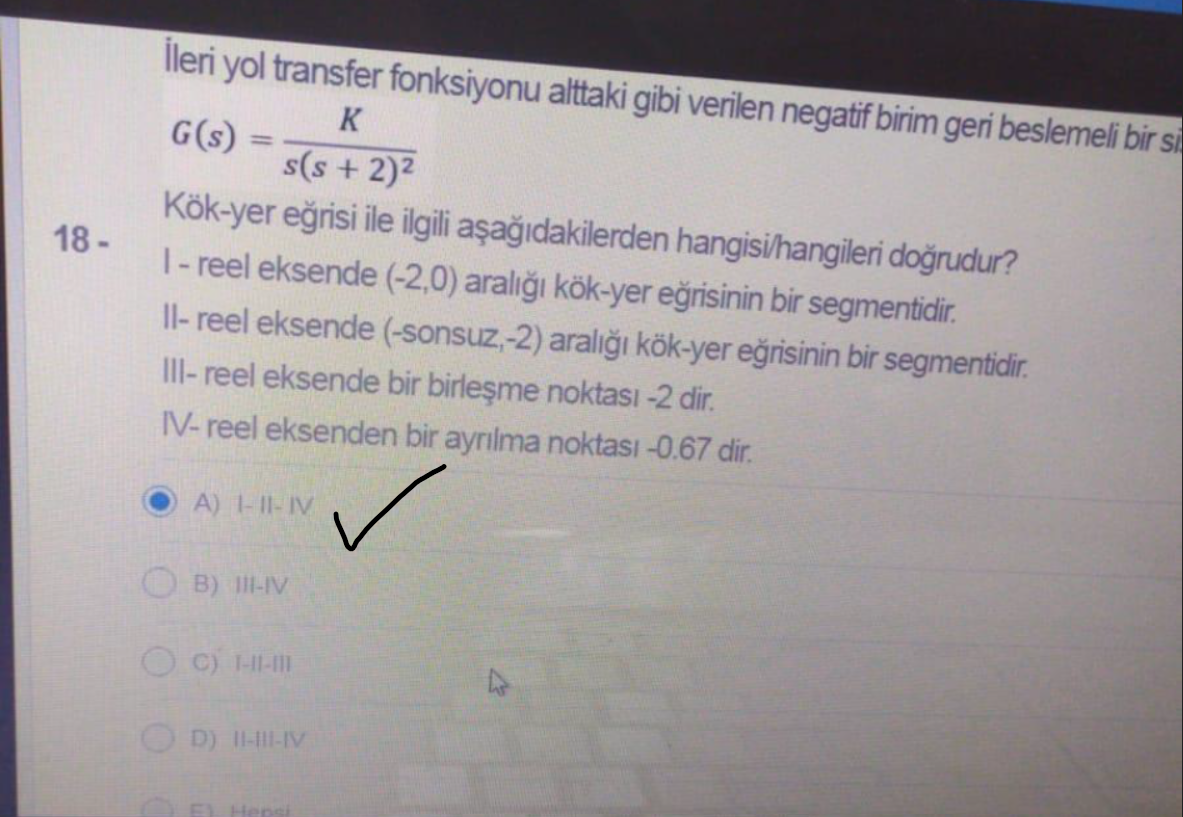 İleri yol transfer fonksiyonu alttaki gibi verilen negatif birim geri beslemeli bir
G(s) = K / s(s + 2)²
18 - Kök-yer eğrisi ile ilgili aşağıdakilerden hangisi/hangileri doğrudur?
I - reel eksende (-2,0) aralığı kök-yer eğrisinin bir segmentidir.
II- reel eksende (-sonsuz,-2) aralığı kök-yer eğrisinin bir segmentidir.
III- reel eksende bir birleşme noktası -2 dir.
IV- reel eksenden bir ayrılma noktası -0.67 dir.
A) I- II- IV
B) III-IV
C) I-II-III
D) II-III-IV
E) Hepsi